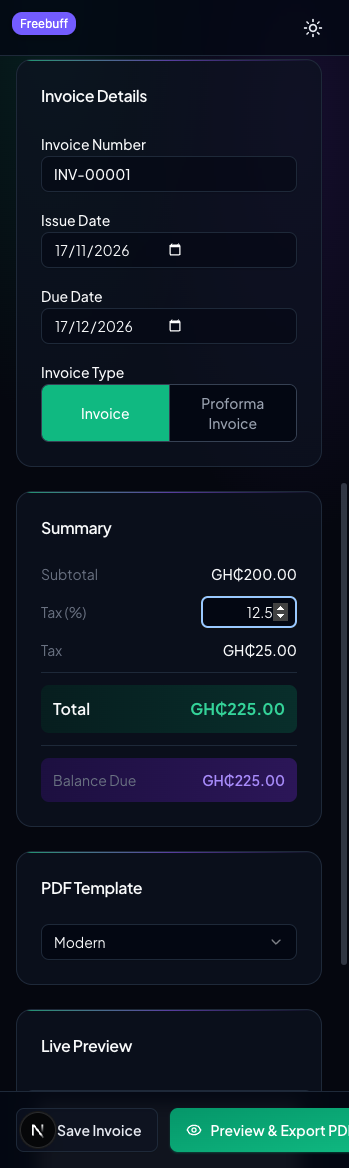 Freebuff
Invoice Details
Invoice Number
INV-00001
Issue Date
17/11/2026
Due Date
17/12/2026
Invoice Type
Invoice
Proforma
Invoice
Summary
Subtotal
GH₵200.00
Tax (%)
12.5
Tax
GH₵25.00
Total
GH₵225.00
Balance Due
GH₵225.00
PDF Template
Modern
Live Preview
N
Save Invoice
Preview & Export PD